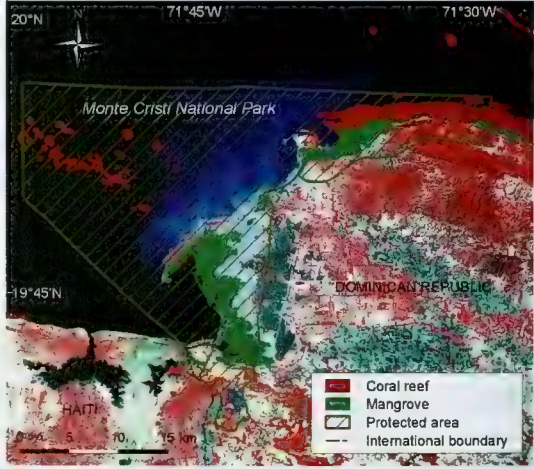 20°N N 71°45'W 71°30'W
Monte Cristi National Park
19°45'N
DOMINICAN REPUBLIC
HAITI
5 10 15 km
Coral reef
Mangrove
Protected area
International boundary